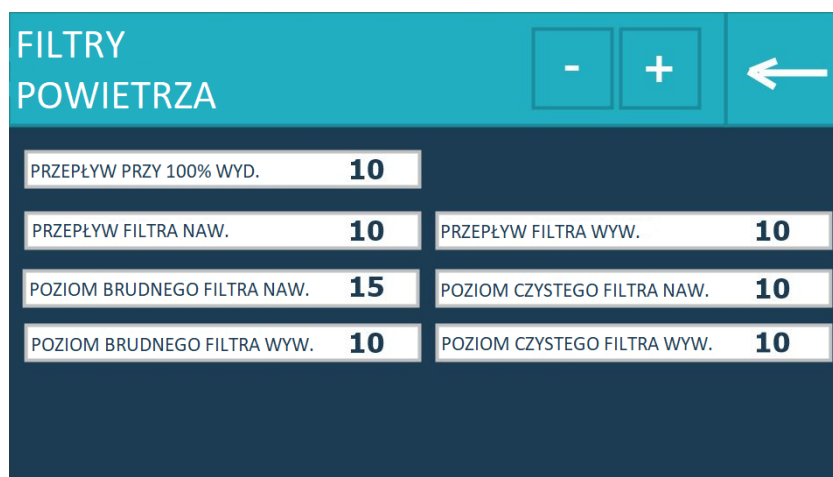 FILTRY
POWIETRZA
- +
PRZEPŁYW PRZY 100% WYD. 10
PRZEPŁYW FILTRA NAW. 10
PRZEPŁYW FILTRA WYW. 10
POZIOM BRUDNEGO FILTRA NAW. 15
POZIOM CZYSTEGO FILTRA NAW. 10
POZIOM BRUDNEGO FILTRA WYW. 10
POZIOM CZYSTEGO FILTRA WYW. 10